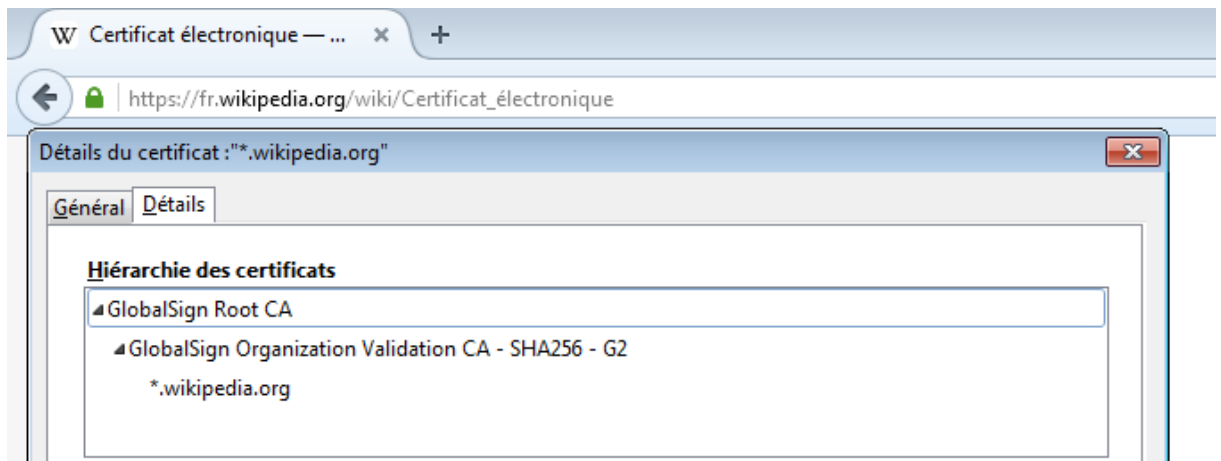 W Certificat électronique — ...
https://fr.wikipedia.org/wiki/Certificat_électronique
Détails du certificat :"*.wikipedia.org"
Général Détails
Hiérarchie des certificats
GlobalSign Root CA
GlobalSign Organization Validation CA - SHA256 - G2
*.wikipedia.org